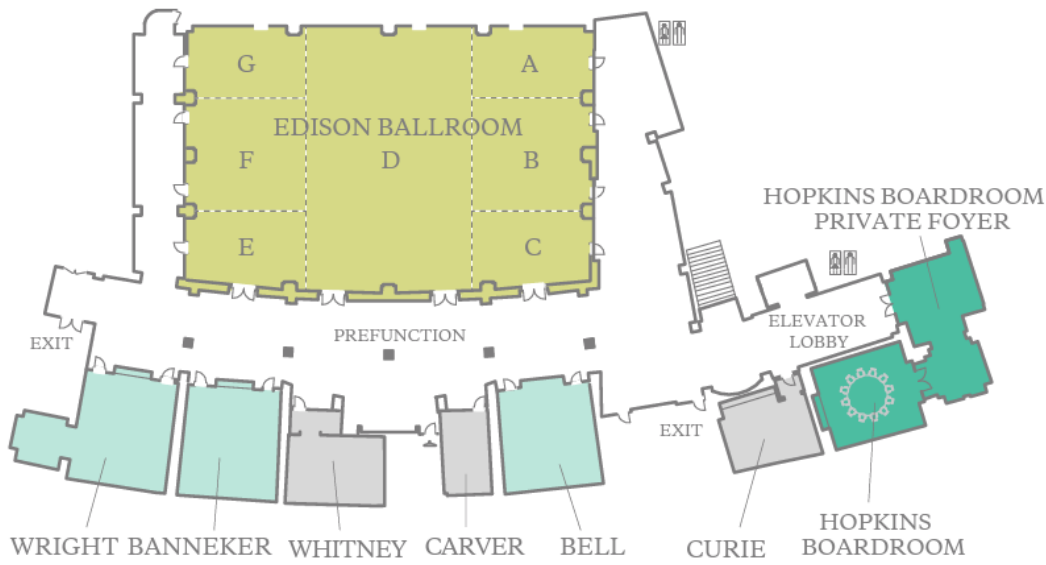 G
A
EDISON BALLROOM
F
D
B
HOPKINS BOARDROOM
PRIVATE FOYER
E
C
EXIT
PREFUNCTION
ELEVATOR
LOBBY
EXIT
WRIGHT
BANNEKER
WHITNEY
CARVER
BELL
CURIE
HOPKINS
BOARDROOM